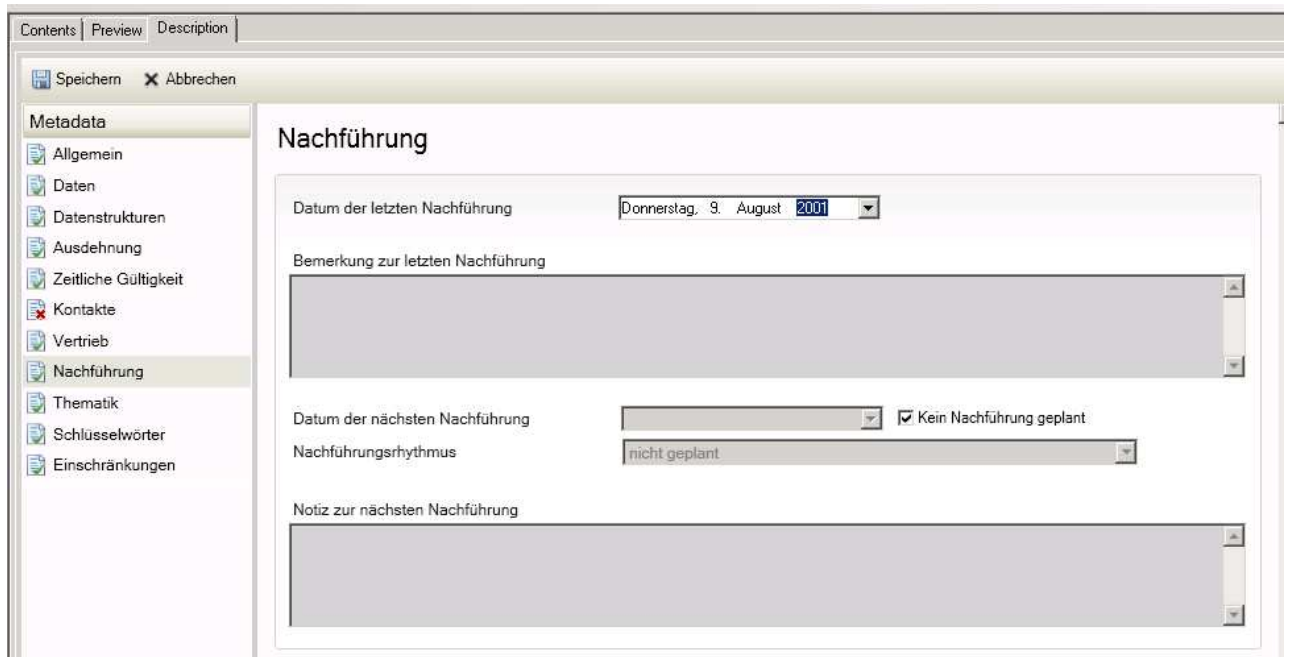 Contents Preview Description
Speichern Abbrechen
Metadata
Allgemein
Daten
Datenstrukturen
Ausdehnung
Zeitliche Gültigkeit
Kontakte
Vertrieb
Nachführung
Thematik
Schlüsselwörter
Einschränkungen
Nachführung
Datum der letzten Nachführung Donnerstag, 9. August 2001
Bemerkung zur letzten Nachführung
Datum der nächsten Nachführung Kein Nachführung geplant
Nachführungsrhythmus nicht geplant
Notiz zur nächsten Nachführung